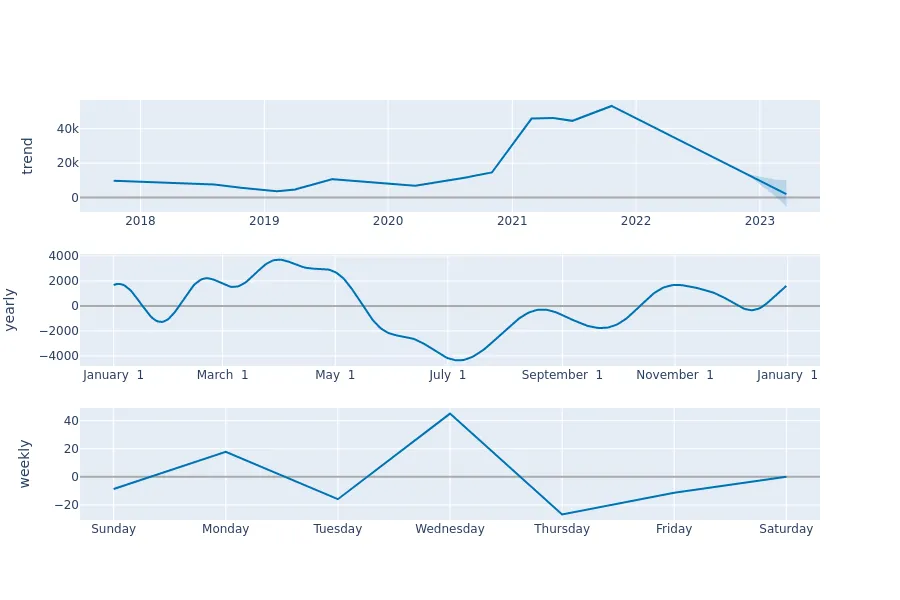 trend
40k
20k
0
2018 2019 2020 2021 2022 2023
yearly
4000
2000
0
−2000
−4000
January 1 March 1 May 1 July 1 September 1 November 1 January 1
weekly
40
20
0
−20
Sunday Monday Tuesday Wednesday Thursday Friday Saturday